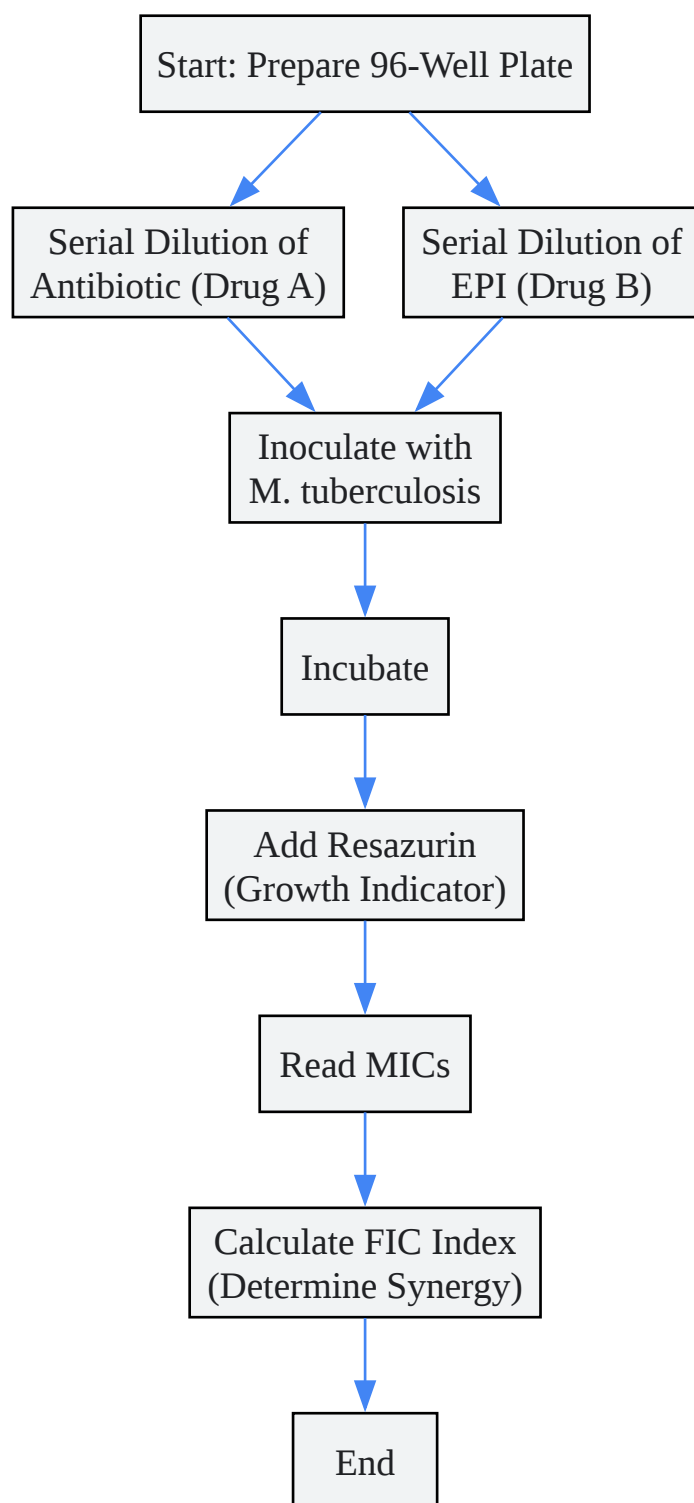 Start: Prepare 96-Well Plate
Serial Dilution of
Antibiotic (Drug A)
Serial Dilution of
EPI (Drug B)
Inoculate with
M. tuberculosis
Incubate
Add Resazurin
(Growth Indicator)
Read MICs
Calculate FIC Index
(Determine Synergy)
End